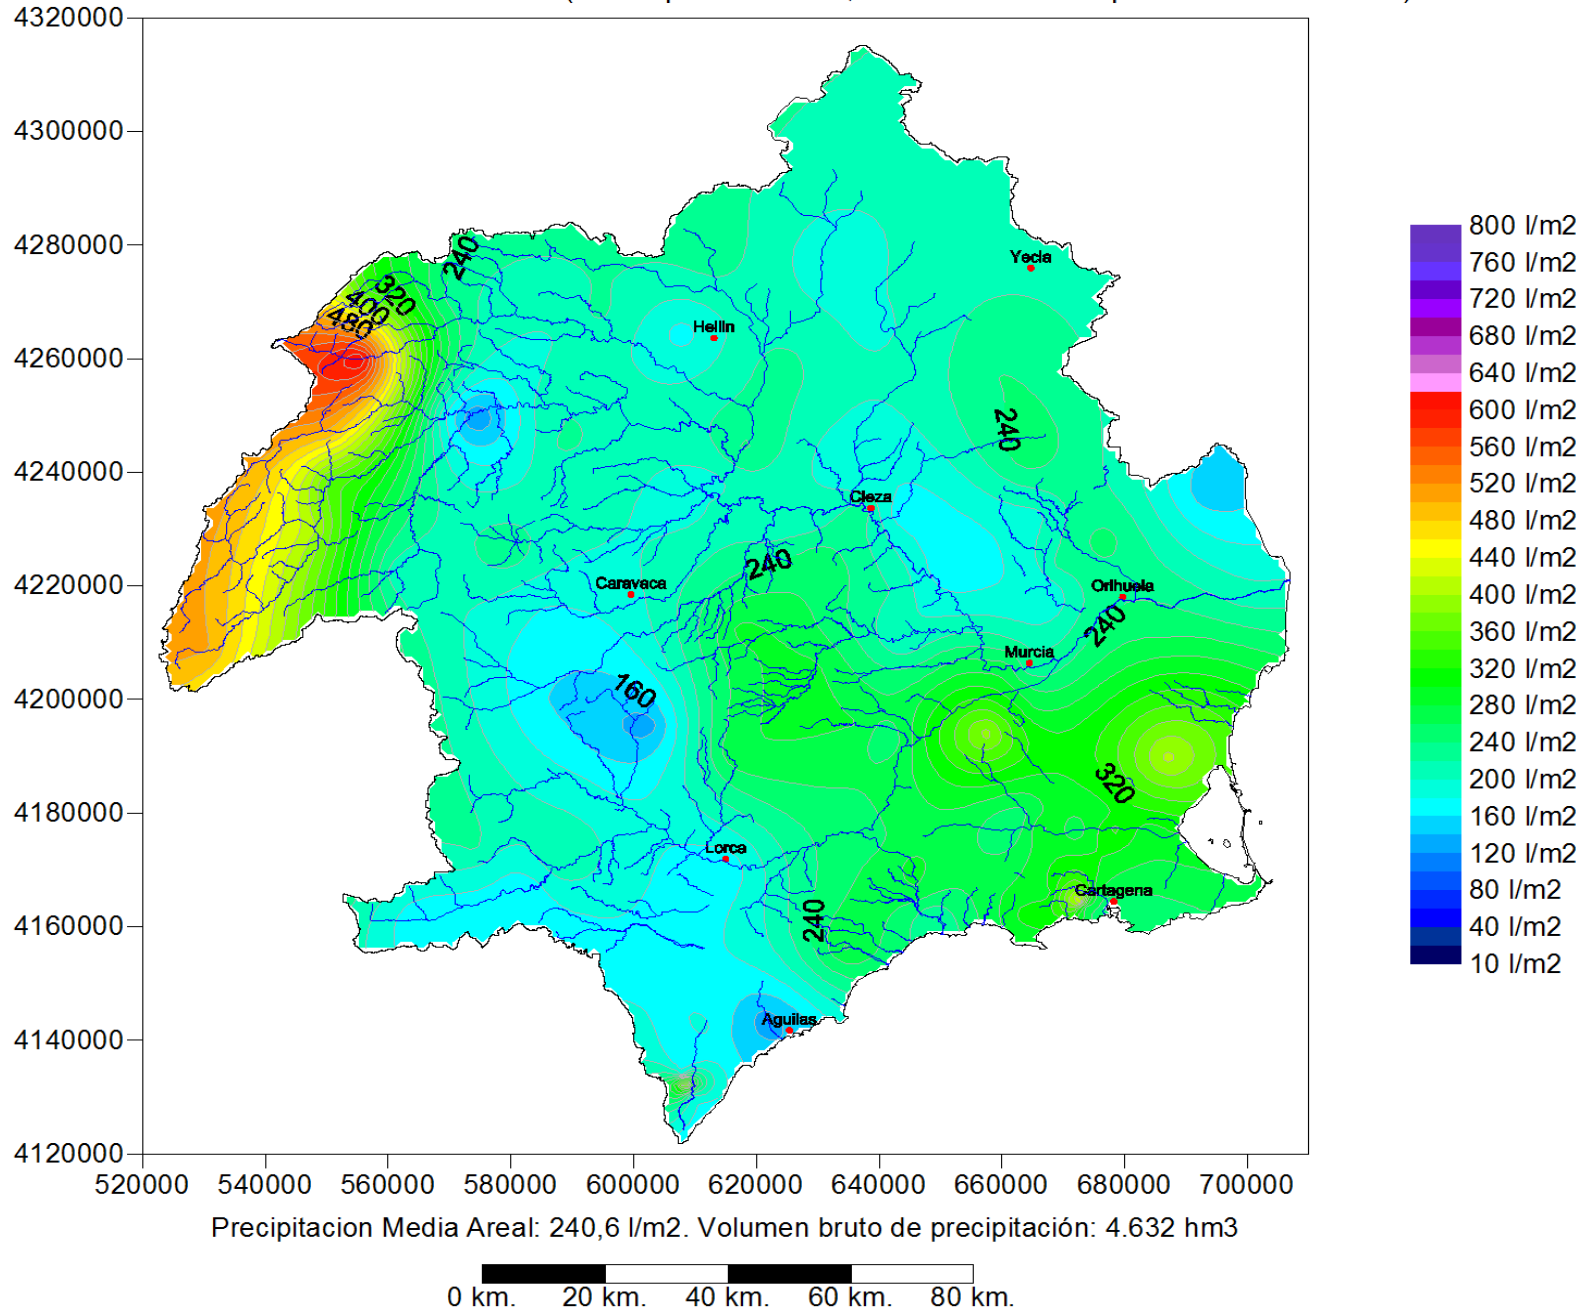 4320000
4300000
4280000
4260000
4240000
4220000
4200000
4180000
4160000
4140000
4120000
520000 540000 560000 580000 600000 620000 640000 660000 680000 700000
240
320
400
480
Yecla
Hellin
240
Cieza
240
Caravaca
Orihuela
240
Murcia
160
320
Lorca
Cartagena
240
Aguilas
800 l/m2
760 l/m2
720 l/m2
680 l/m2
640 l/m2
600 l/m2
560 l/m2
520 l/m2
480 l/m2
440 l/m2
400 l/m2
360 l/m2
320 l/m2
280 l/m2
240 l/m2
200 l/m2
160 l/m2
120 l/m2
80 l/m2
40 l/m2
10 l/m2
Precipitacion Media Areal: 240,6 l/m2. Volumen bruto de precipitación: 4.632 hm3
0 km. 20 km. 40 km. 60 km. 80 km.